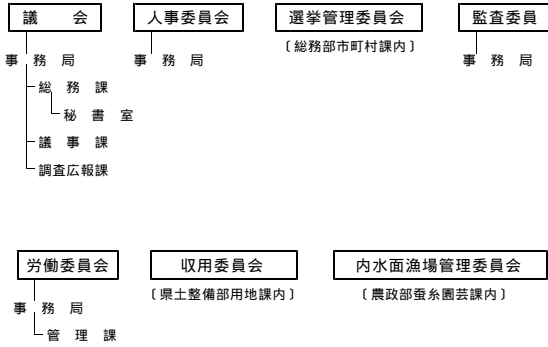 議　会
人事委員会
選挙管理委員会
監査委員
事務局
事務局
〔総務部市町村課内〕
事務局
総務課
秘書室
議事課
調査広報課
労働委員会
収用委員会
内水面漁場管理委員会
事務局
〔県土整備部用地課内〕
〔農政部蚕糸園芸課内〕
管理課